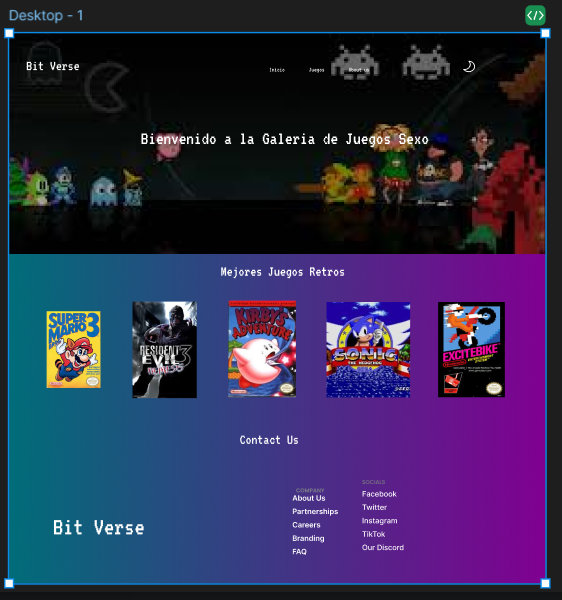 Desktop - 1
</>
Bit Verse
Inicio Juegos About us
Bienvenido a la Galeria de Juegos Sexo
Mejores Juegos Retros
SUPER MARIO 3
RESIDENT EVIL 3
KIRBY'S ADVENTURE
SONIC
THE HEDGEHOG
SEGA
EXCITEBIKE
Contact Us
Bit Verse
COMPANY
About Us
Partnerships
Careers
Branding
FAQ
SOCIALS
Facebook
Twitter
Instagram
TikTok
Our Discord